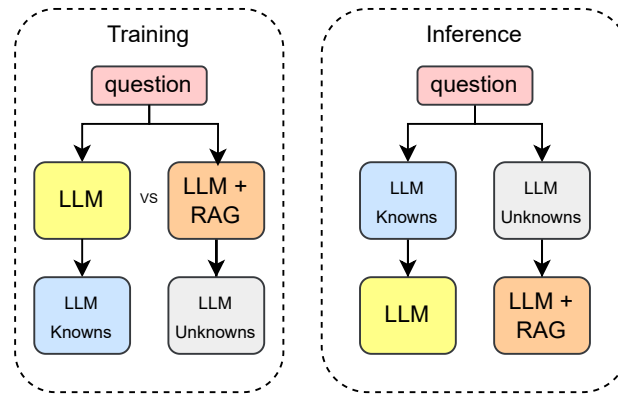 Training
question
LLM
vs
LLM +
RAG
LLM
Knowns
LLM
Unknowns
Inference
question
LLM
Knowns
LLM
Unknowns
LLM
LLM +
RAG